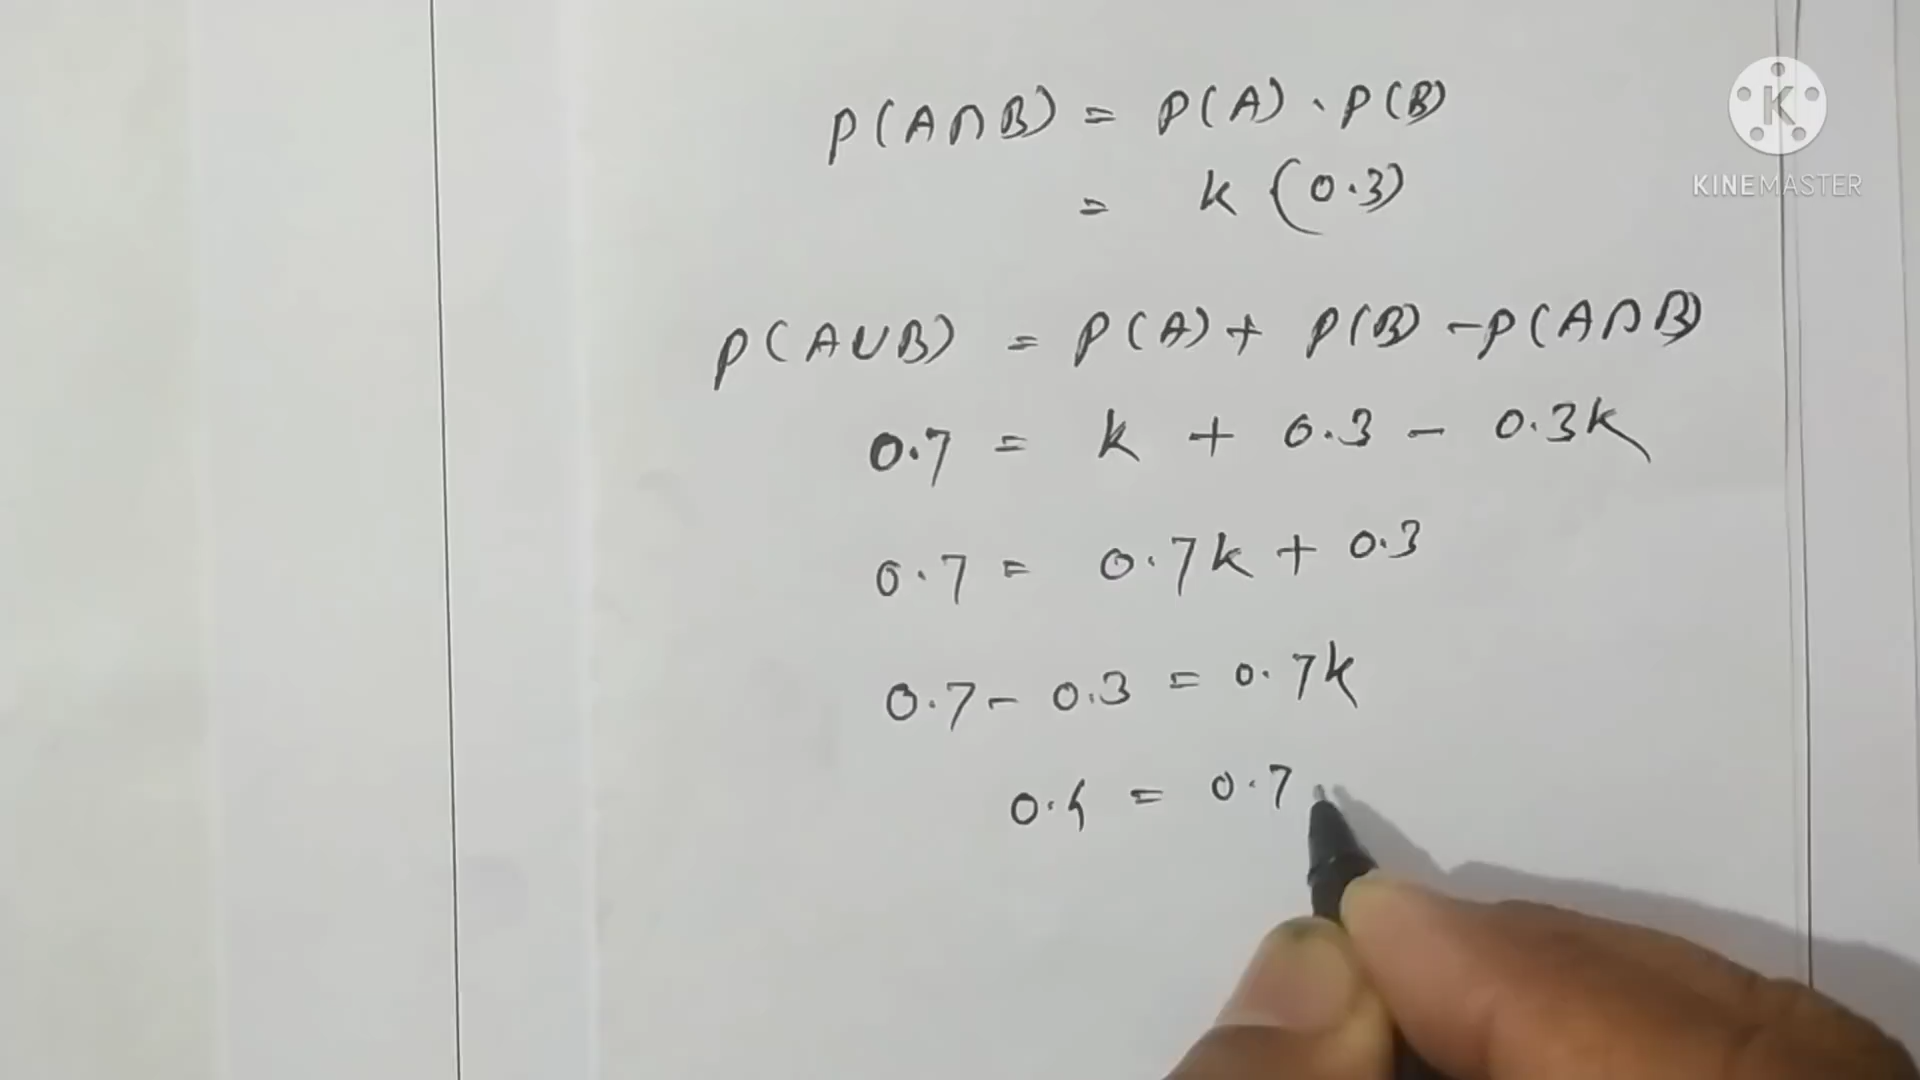 P(A∩B) = P(A) · P(B)
= k (0.3)
P(A∪B) = P(A) + P(B) - P(A∩B)
0.7 = k + 0.3 - 0.3k
0.7 = 0.7k + 0.3
0.7 - 0.3 = 0.7k
0.4 = 0.7
K
KINEMASTER